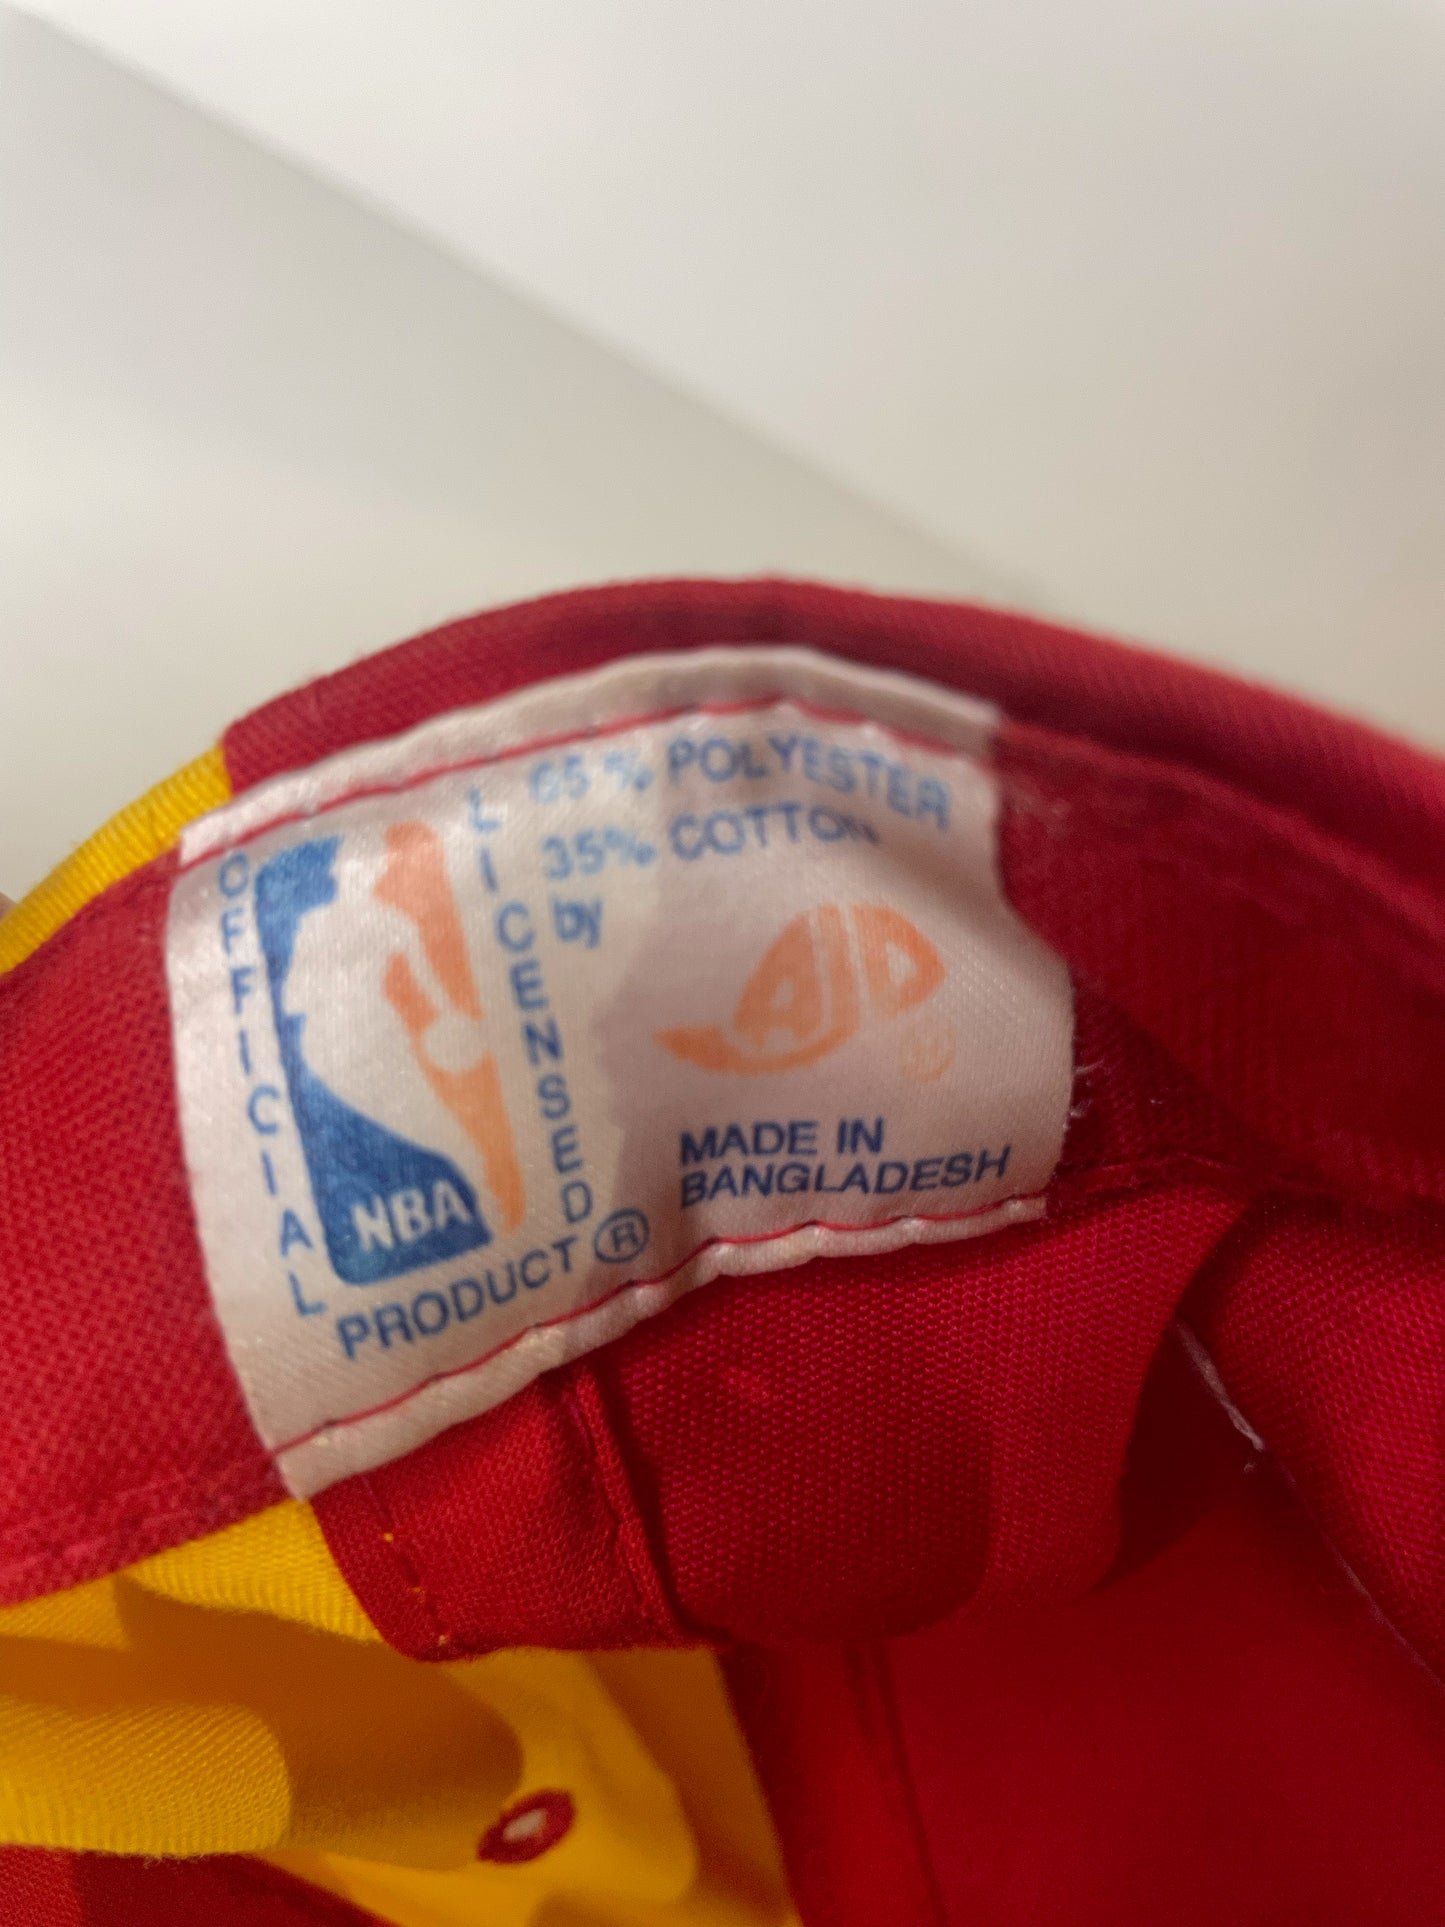 OFFICIAL
LICENSED
NBA
PRODUCT ®
65% POLYESTER
35% COTTON
by
AJD
MADE IN
BANGLADESH